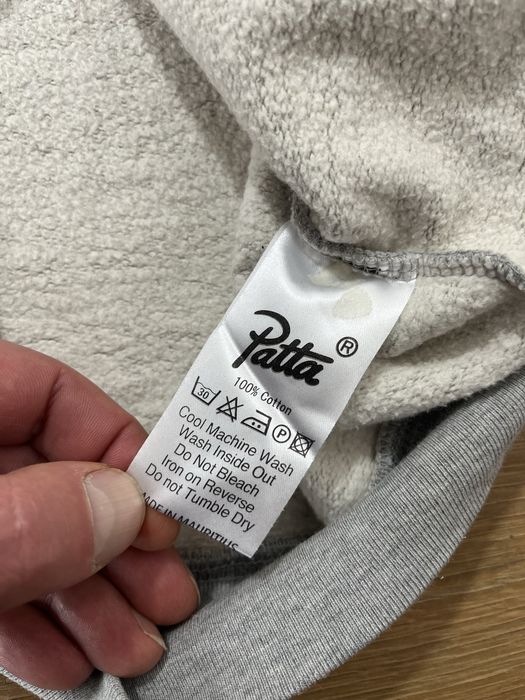 Patta®
100% Cotton
30 P
Cool Machine Wash
Wash Inside Out
Do Not Bleach
Iron on Reverse
Do not Tumble Dry
MADE IN MAURITIUS